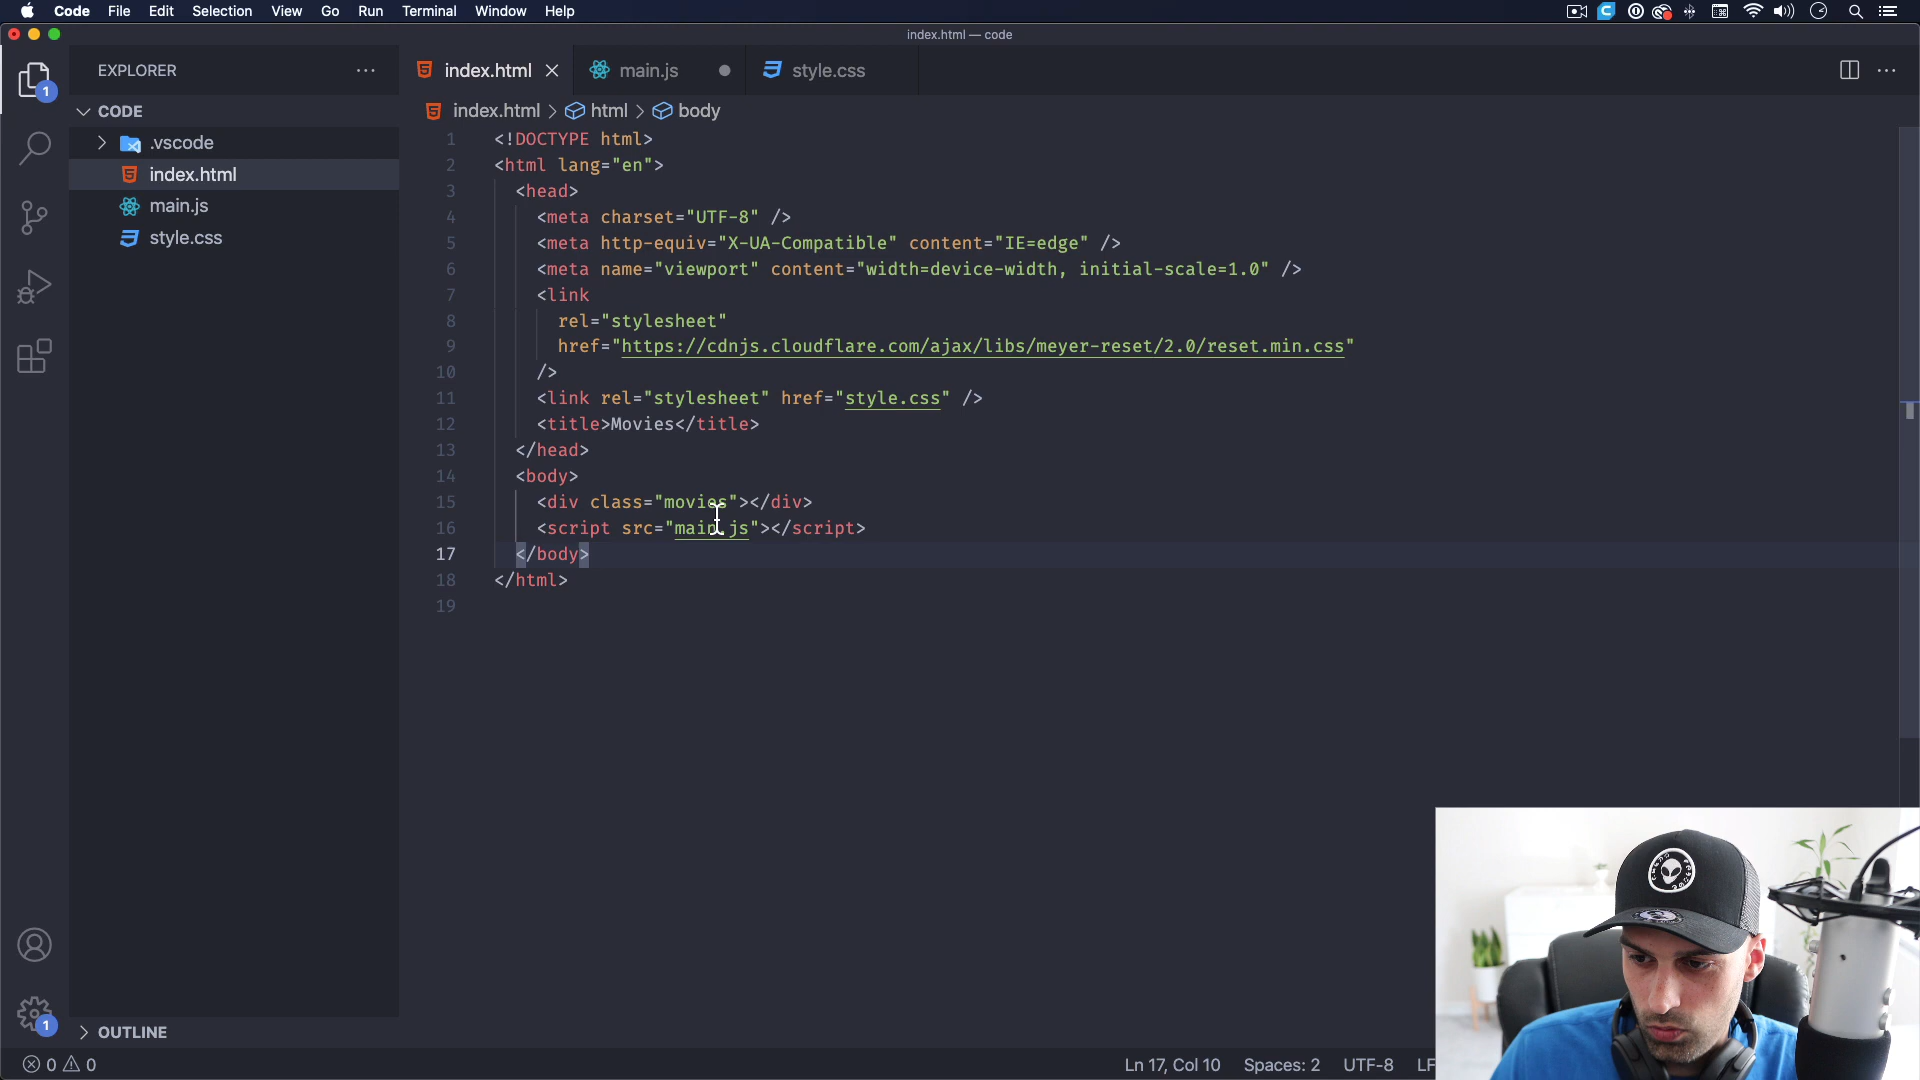 Code File Edit Selection View Go Run Terminal Window Help
index.html — code
EXPLORER
index.html
main.js
style.css
1
CODE
index.html > html > body
.vscode
index.html
main.js
style.css
1 <!DOCTYPE html>
2 <html lang="en">
3 <head>
4 <meta charset="UTF-8" />
5 <meta http-equiv="X-UA-Compatible" content="IE=edge" />
6 <meta name="viewport" content="width=device-width, initial-scale=1.0" />
7 <link
8 rel="stylesheet"
9 href="https://cdnjs.cloudflare.com/ajax/libs/meyer-reset/2.0/reset.min.css"
10 />
11 <link rel="stylesheet" href="style.css" />
12 <title>Movies</title>
13 </head>
14 <body>
15 <div class="movies"></div>
16 <script src="main.js"></script>
17 </body>
18 </html>
19
1
OUTLINE
0 0
Ln 17, Col 10 Spaces: 2 UTF-8 LF